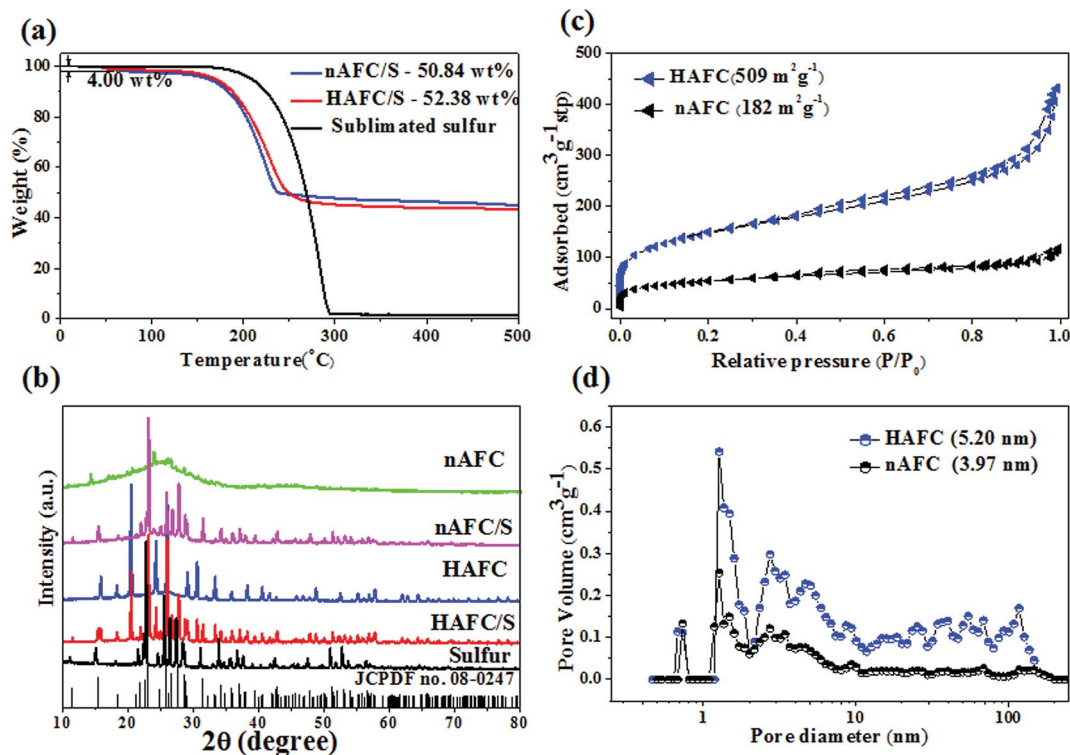 (a)
100
80
60
40
20
0
4.00 wt%
nAFC/S - 50.84 wt%
HAFC/S - 52.38 wt%
Sublimated sulfur
Weight (%)
0 100 200 300 400 500
Temperature(°C)
(c)
500
400
300
200
100
0
HAFC(509 m²g⁻¹)
nAFC (182 m²g⁻¹)
Adsorbed (cm³g⁻¹stp)
0.0 0.2 0.4 0.6 0.8 1.0
Relative pressure (P/P₀)
(b)
nAFC
nAFC/S
HAFC
HAFC/S
Sulfur
JCPDF no. 08-0247
Intensity (a.u.)
10 20 30 40 50 60 70 80
2θ (degree)
(d)
0.6
0.5
0.4
0.3
0.2
0.1
0.0
HAFC (5.20 nm)
nAFC (3.97 nm)
Pore Volume (cm³g⁻¹)
1 10 100
Pore diameter (nm)